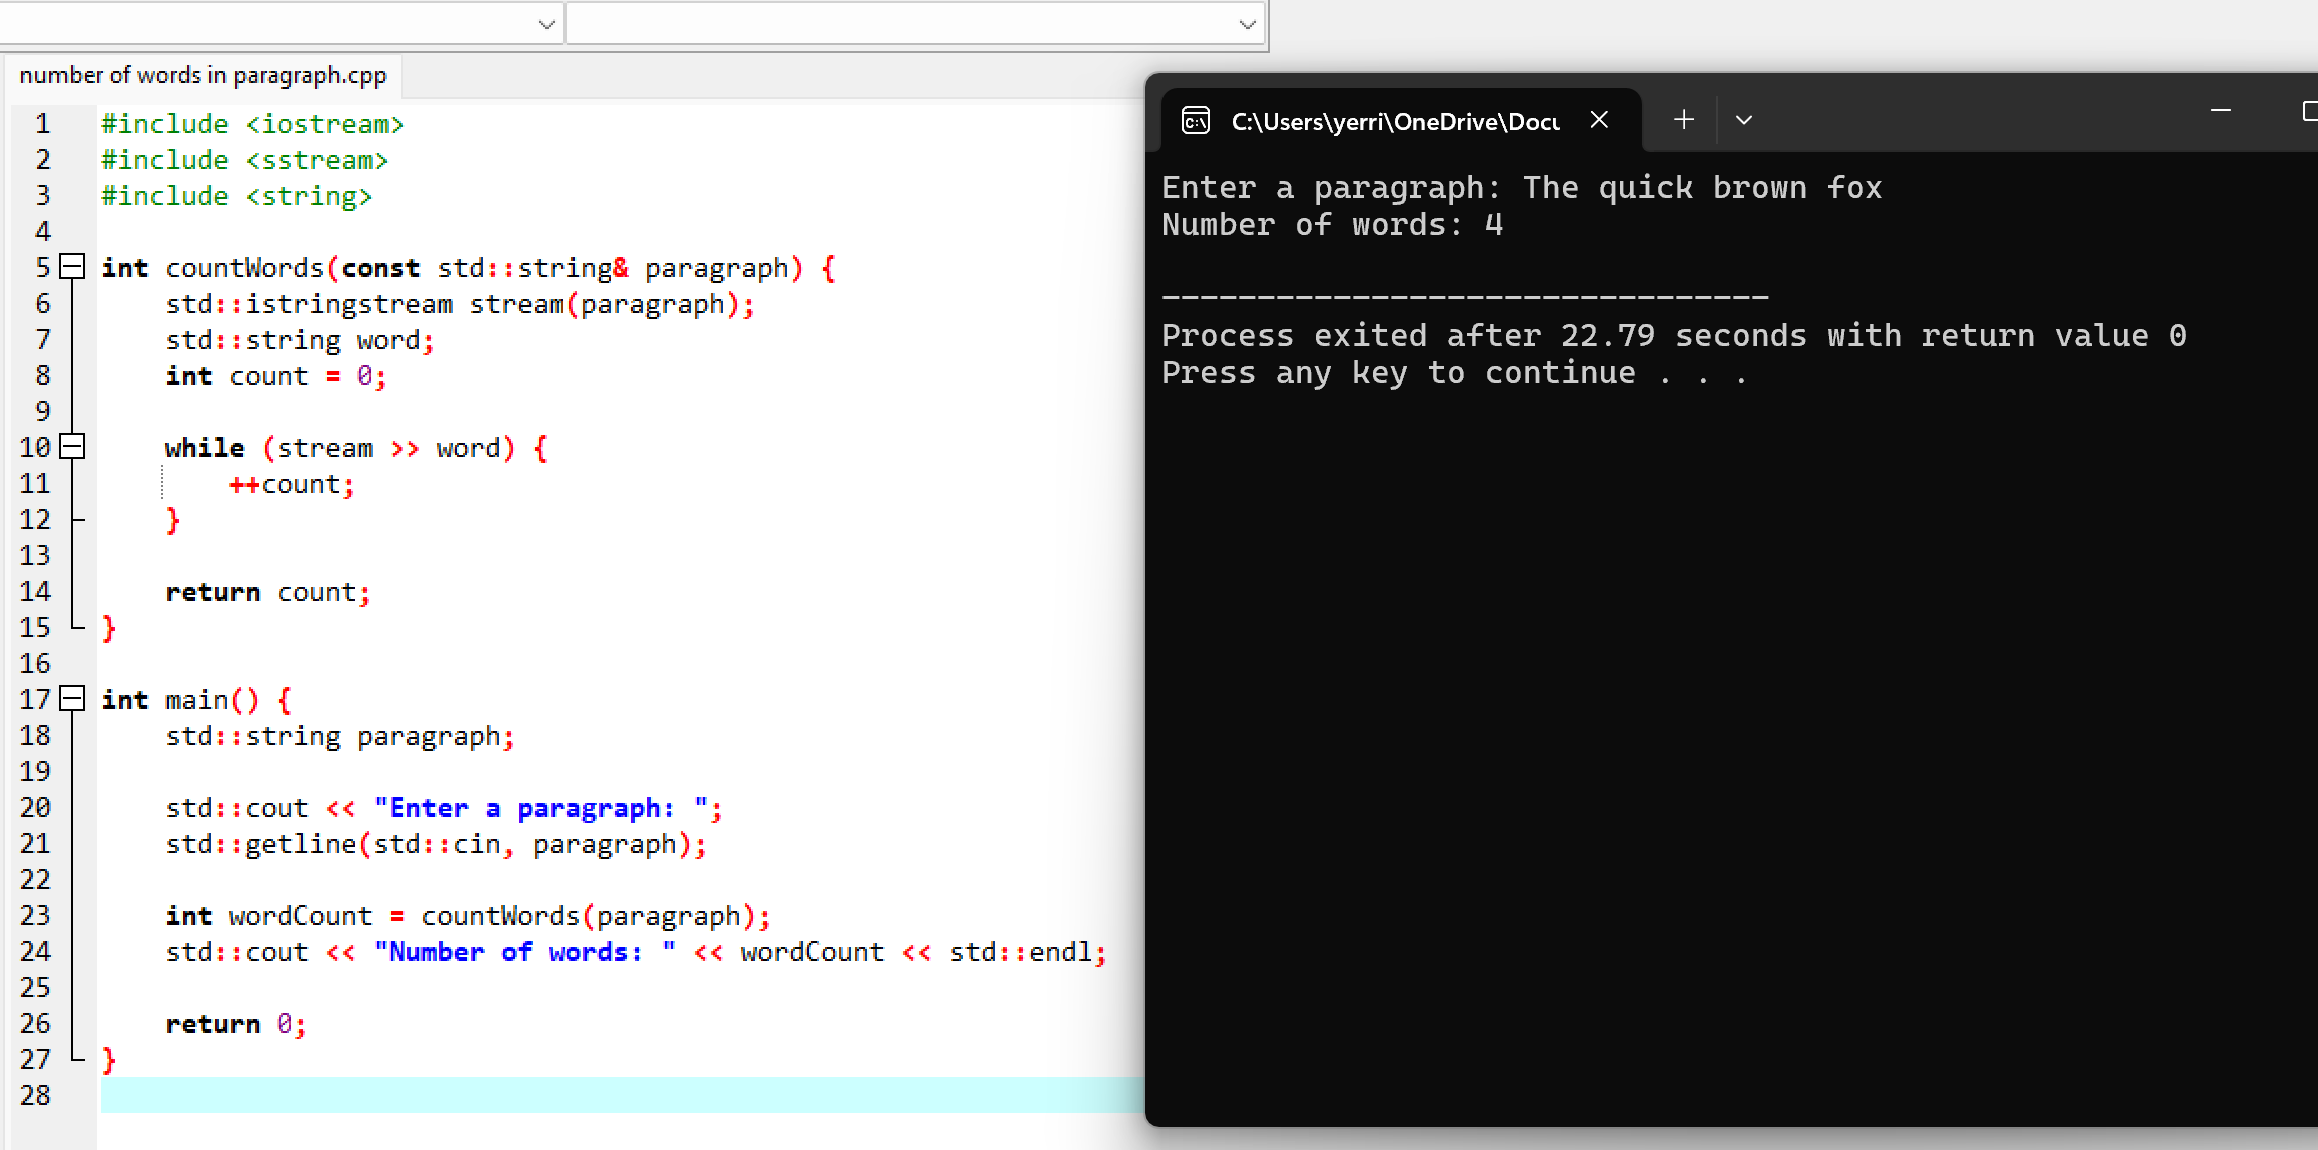 number of words in paragraph.cpp
1 #include <iostream>
2 #include <sstream>
3 #include <string>
4
5 int countWords(const std::string& paragraph) {
6     std::istringstream stream(paragraph);
7     std::string word;
8     int count = 0;
9
10     while (stream >> word) {
11         ++count;
12     }
13
14     return count;
15 }
16
17 int main() {
18     std::string paragraph;
19
20     std::cout << "Enter a paragraph: ";
21     std::getline(std::cin, paragraph);
22
23     int wordCount = countWords(paragraph);
24     std::cout << "Number of words: " << wordCount << std::endl;
25
26     return 0;
27 }
28
C:\Users\yerri\OneDrive\Docu
Enter a paragraph: The quick brown fox
Number of words: 4
--------------------------------
Process exited after 22.79 seconds with return value 0
Press any key to continue . . .